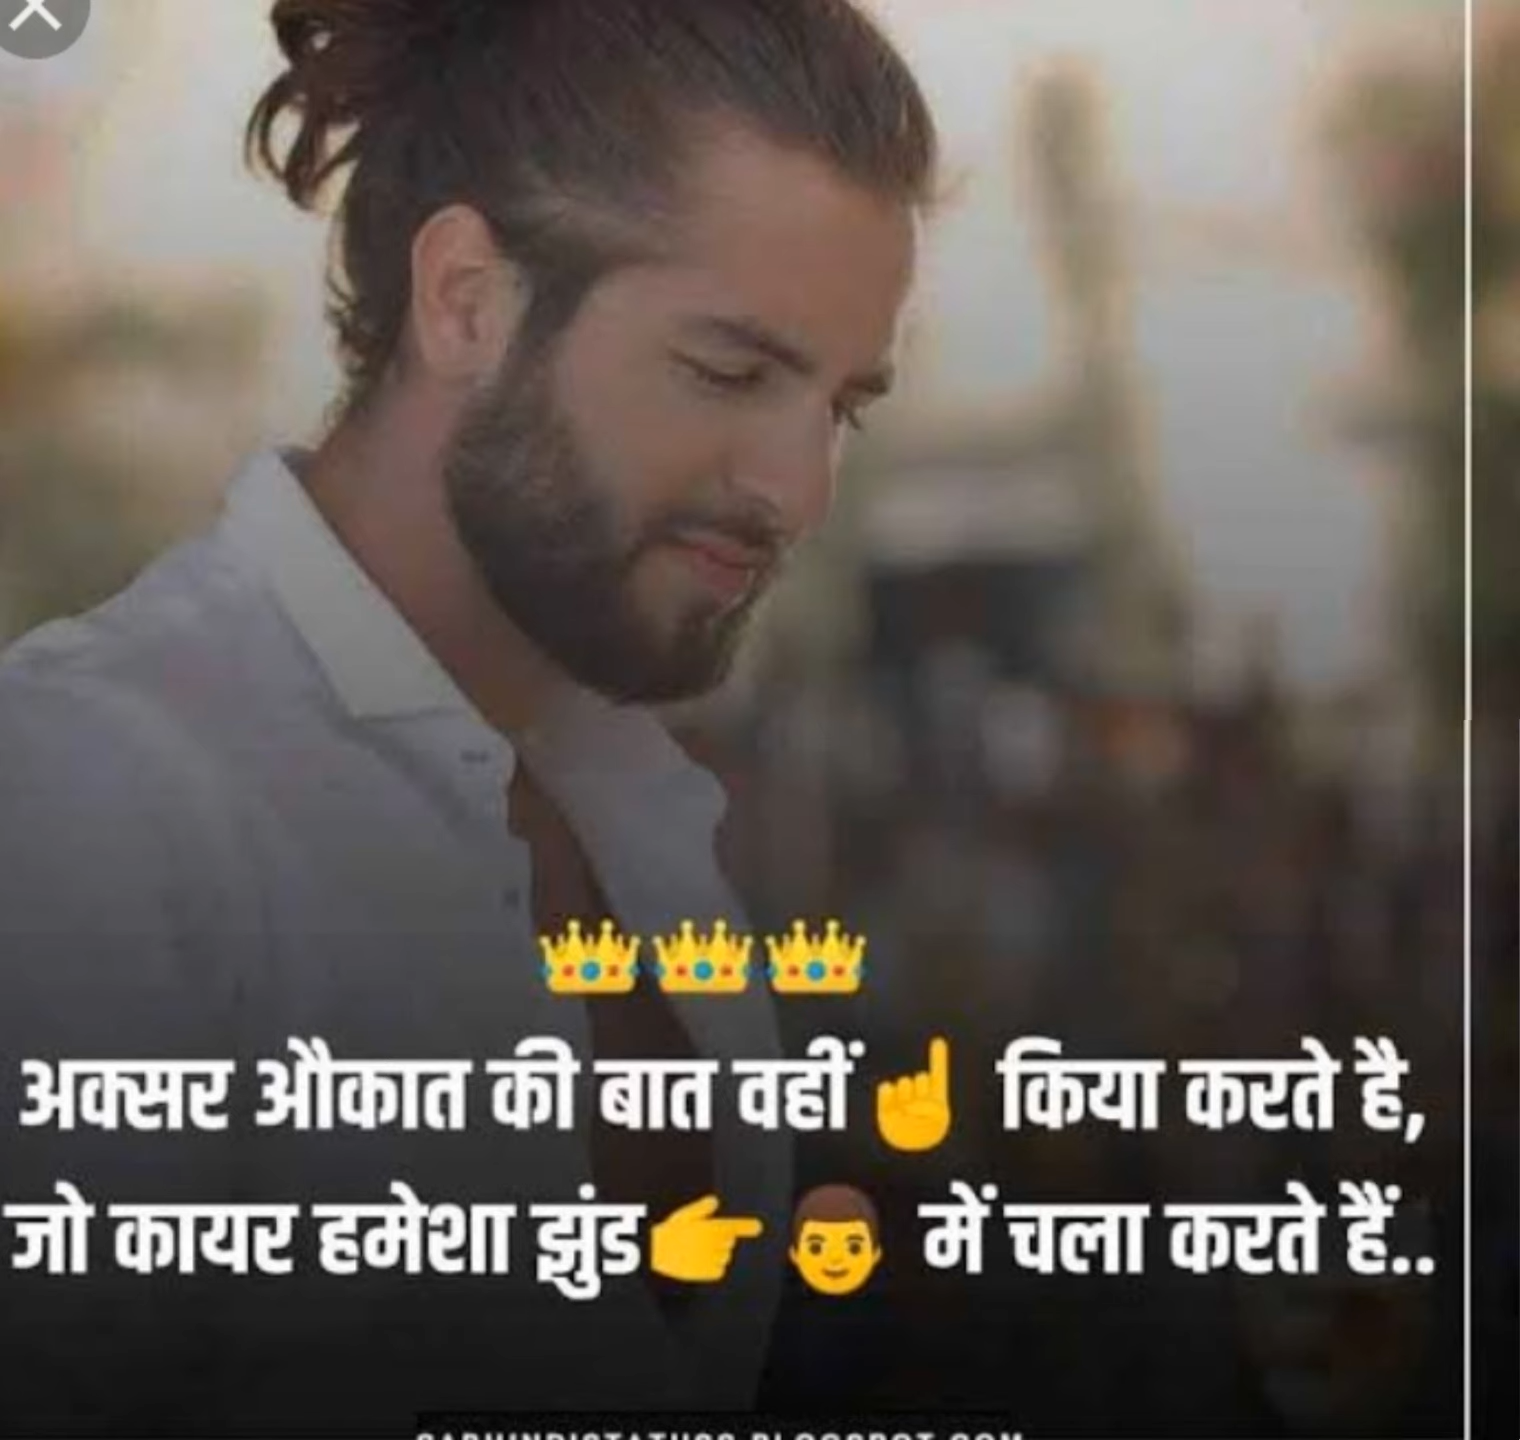 👑👑👑
अक्सर औकात की बात वहीं☝️ किया करते है,
जो कायर हमेशा झुंड👉👨 में चला करते हैं..